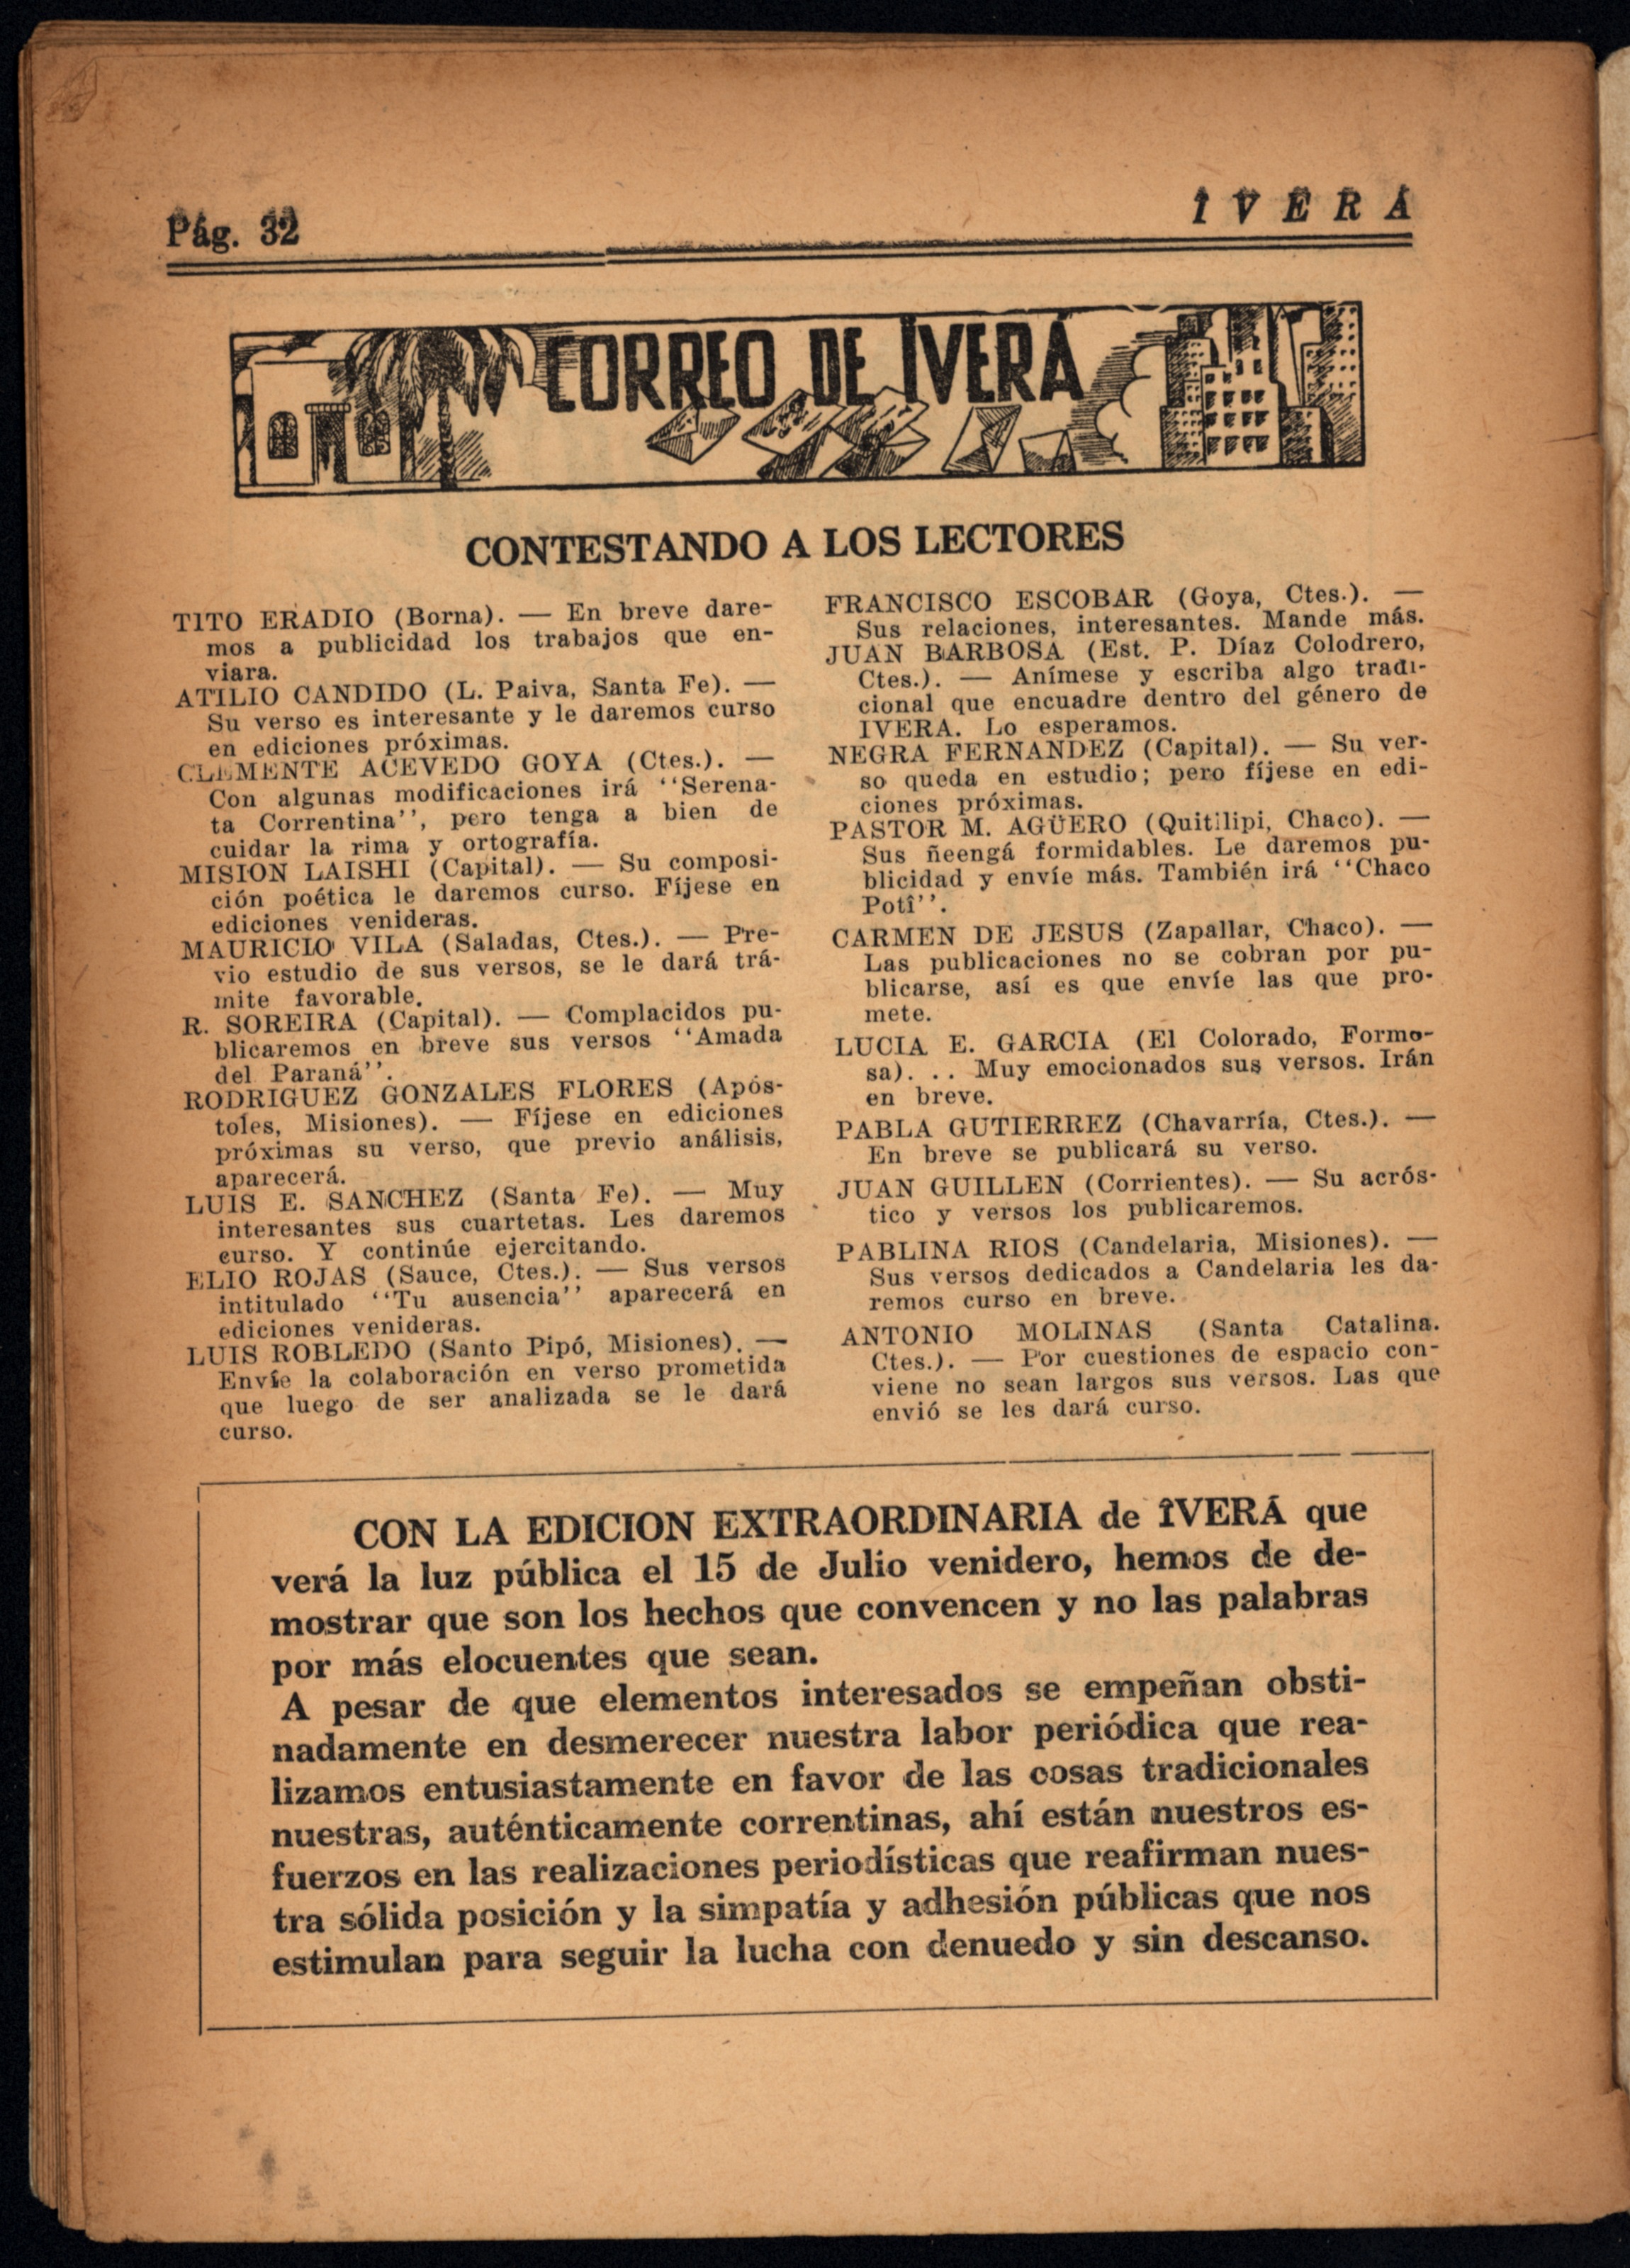 Pág. 32
ÎVERÁ
CORREO DE ÎVERÁ
CONTESTANDO A LOS LECTORES
TITO ERADIO (Borna). — En breve dare-
mos a publicidad los trabajos que en-
viara.
ATILIO CANDIDO (L. Paiva, Santa Fe). —
Su verso es interesante y le daremos curso
en ediciones próximas.
CLEMENTE ACEVEDO GOYA (Ctes.). —
Con algunas modificaciones irá ‘‘Serena-
ta Correntina’’, pero tenga a bien de
cuidar la rima y ortografía.
MISION LAISHI (Capital). — Su composi-
ción poética le daremos curso. Fíjese en
ediciones venideras.
MAURICIO VILA (Saladas, Ctes.). — Pre-
vio estudio de sus versos, se le dará trá-
mite favorable.
R. SOREIRA (Capital). — Complacidos pu-
blicaremos en breve sus versos ‘‘Amada
del Paraná’’.
RODRIGUEZ GONZALES FLORES (Após-
toles, Misiones). — Fíjese en ediciones
próximas su verso, que previo análisis,
aparecerá.
LUIS E. SANCHEZ (Santa Fe). — Muy
interesantes sus cuartetas. Les daremos
curso. Y continúe ejercitando.
ELIO ROJAS (Sauce, Ctes.). — Sus versos
intitulado ‘‘Tu ausencia’’ aparecerá en
ediciones venideras.
LUIS ROBLEDO (Santo Pipó, Misiones). —
Envíe la colaboración en verso prometida
que luego de ser analizada se le dará
curso.
FRANCISCO ESCOBAR (Goya, Ctes.). —
Sus relaciones, interesantes. Mande más.
JUAN BARBOSA (Est. P. Díaz Colodrero,
Ctes.). — Anímese y escriba algo tradi-
cional que encuadre dentro del género de
IVERA. Lo esperamos.
NEGRA FERNANDEZ (Capital). — Su ver-
so queda en estudio; pero fíjese en edi-
ciones próximas.
PASTOR M. AGÜERO (Quitilipi, Chaco). —
Sus ñeengá formidables. Le daremos pu-
blicidad y envíe más. También irá ‘‘Chaco
Potî’’.
CARMEN DE JESUS (Zapallar, Chaco). —
Las publicaciones no se cobran por pu-
blicarse, así es que envíe las que pro-
mete.
LUCIA E. GARCIA (El Colorado, Formo-
sa). .. Muy emocionados sus versos. Irán
en breve.
PABLA GUTIERREZ (Chavarría, Ctes.). —
En breve se publicará su verso.
JUAN GUILLEN (Corrientes). — Su acrós-
tico y versos los publicaremos.
PABLINA RIOS (Candelaria, Misiones). —
Sus versos dedicados a Candelaria les da-
remos curso en breve.
ANTONIO MOLINAS (Santa Catalina.
Ctes.). — Por cuestiones de espacio con-
viene no sean largos sus versos. Las que
envió se les dará curso.
CON LA EDICION EXTRAORDINARIA de ÎVERÁ que
verá la luz pública el 15 de Julio venidero, hemos de de-
mostrar que son los hechos que convencen y no las palabras
por más elocuentes que sean.
A pesar de que elementos interesados se empeñan obsti-
nadamente en desmerecer nuestra labor periódica que rea-
lizamos entusiastamente en favor de las cosas tradicionales
nuestras, auténticamente correntinas, ahí están nuestros es-
fuerzos en las realizaciones periodísticas que reafirman nues-
tra sólida posición y la simpatía y adhesión públicas que nos
estimulan para seguir la lucha con denuedo y sin descanso.